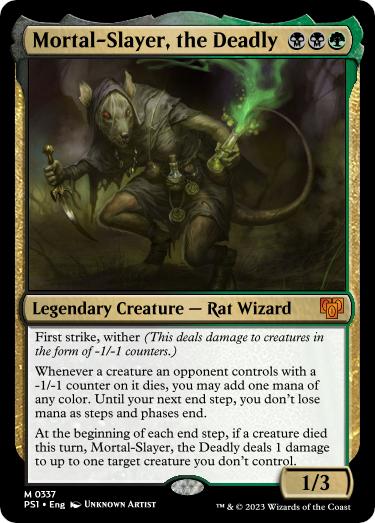 Mortal-Slayer, the Deadly
Legendary Creature — Rat Wizard
First strike, wither (This deals damage to creatures in
the form of -1/-1 counters.)
Whenever a creature an opponent controls with a
-1/-1 counter on it dies, you may add one mana of
any color. Until your next end step, you don't lose
mana as steps and phases end.
At the beginning of each end step, if a creature died
this turn, Mortal-Slayer, the Deadly deals 1 damage
to up to one target creature you don't control.
1/3
M 0337
PS1 • Eng Unknown Artist
™ & © 2023 Wizards of the Coast